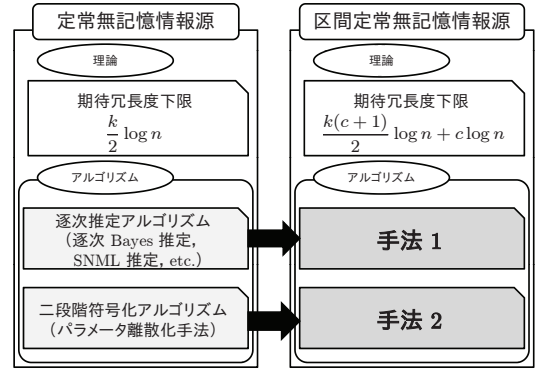 定常無記憶情報源
理論
期待冗長度下限
k/2 log n
アルゴリズム
逐次推定アルゴリズム
（逐次 Bayes 推定,
SNML 推定, etc.）
二段階符号化アルゴリズム
（パラメータ離散化手法）
区間定常無記憶情報源
理論
期待冗長度下限
k(c + 1)/2 log n + c log n
アルゴリズム
手法 1
手法 2